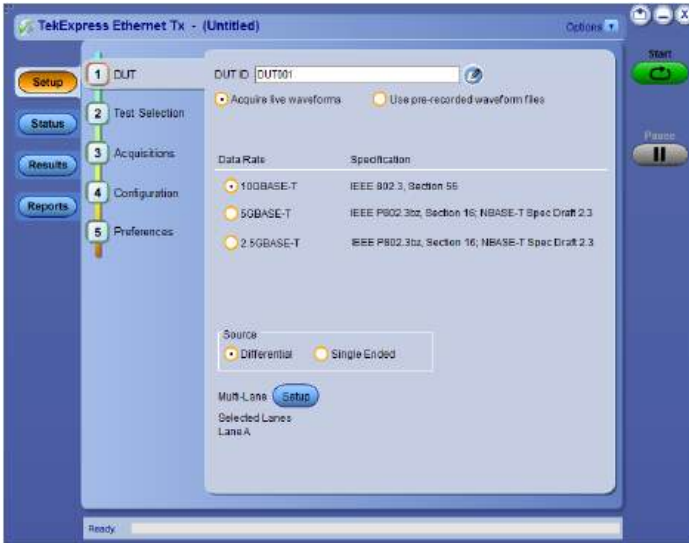 TekExpress Ethernet Tx - (Untitled)
Options
Start
Pause
Setup
Status
Results
Reports
1 DUT
2 Test Selection
3 Acquisitions
4 Configuration
5 Preferences
DUT ID DUT001
Acquire live waveforms
Use pre-recorded waveform files
Data Rate Specification
10GBASE-T IEEE 802.3, Section 55
5GBASE-T IEEE P802.3bz, Section 16; NBASE-T Spec Draft 2.3
2.5GBASE-T IEEE P802.3bz, Section 16; NBASE-T Spec Draft 2.3
Source
Differential Single Ended
Multi-Lane Setup
Selected Lanes
Lane A
Ready